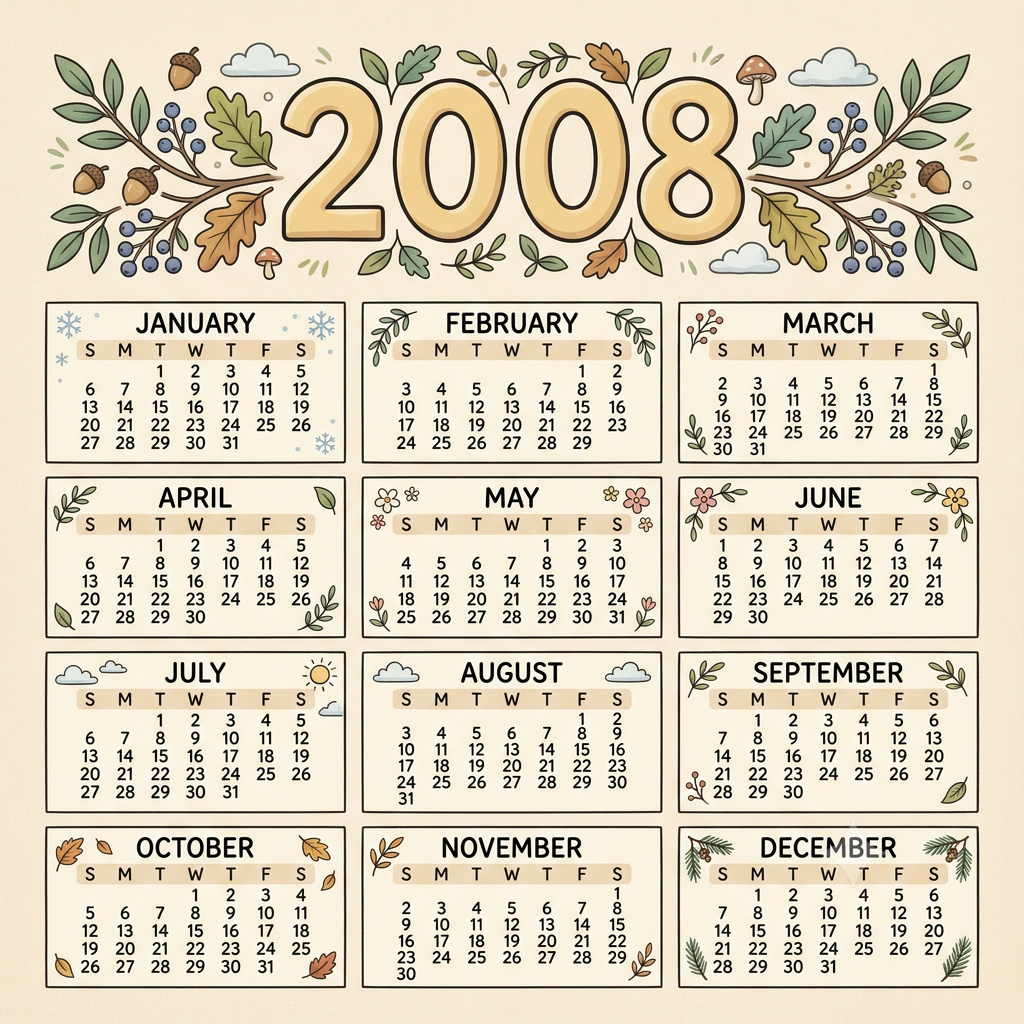 2008
JANUARY
S M T W T F S
1 2 3 4 5
6 7 8 9 10 11 12
13 14 15 16 17 18 19
20 21 22 23 24 25 26
27 28 29 30 31
FEBRUARY
S M T W T F S
1 2
3 4 5 6 7 8 9
10 11 12 13 14 15 16
17 18 19 20 21 22 23
24 25 26 27 28 29
MARCH
S M T W T F S
1
2 3 4 5 6 7 8
9 10 11 12 13 14 15
16 17 18 19 20 21 22
23 24 25 26 27 28 29
30 31
APRIL
S M T W T F S
1 2 3 4 5
6 7 8 9 10 11 12
13 14 15 16 17 18 19
20 21 22 23 24 25 26
27 28 29 30
MAY
S M T W T F S
1 2 3
4 5 6 7 8 9 10
11 12 13 14 15 16 17
18 19 20 21 22 23 24
25 26 27 28 29 30 31
JUNE
S M T W T F S
1 2 3 4 5 6 7
8 9 10 11 12 13 14
15 16 17 18 19 20 21
22 23 24 25 26 27 28
29 30
JULY
S M T W T F S
1 2 3 4 5
6 7 8 9 10 11 12
13 14 15 16 17 18 19
20 21 22 23 24 25 26
27 28 29 30 31
AUGUST
S M T W T F S
1 2
3 4 5 6 7 8 9
10 11 12 13 14 15 16
17 18 19 20 21 22 23
24 25 26 27 28 29 30
31
SEPTEMBER
S M T W T F S
1 2 3 4 5 6
7 8 9 10 11 12 13
14 15 16 17 18 19 20
21 22 23 24 25 26 27
28 29 30
OCTOBER
S M T W T F S
1 2 3 4
5 6 7 8 9 10 11
12 13 14 15 16 17 18
19 20 21 22 23 24 25
26 27 28 29 30 31
NOVEMBER
S M T W T F S
1
2 3 4 5 6 7 8
9 10 11 12 13 14 15
16 17 18 19 20 21 22
23 24 25 26 27 28 29
30
DECEMBER
S M T W T F S
1 2 3 4 5 6
7 8 9 10 11 12 13
14 15 16 17 18 19 20
21 22 23 24 25 26 27
28 29 30 31